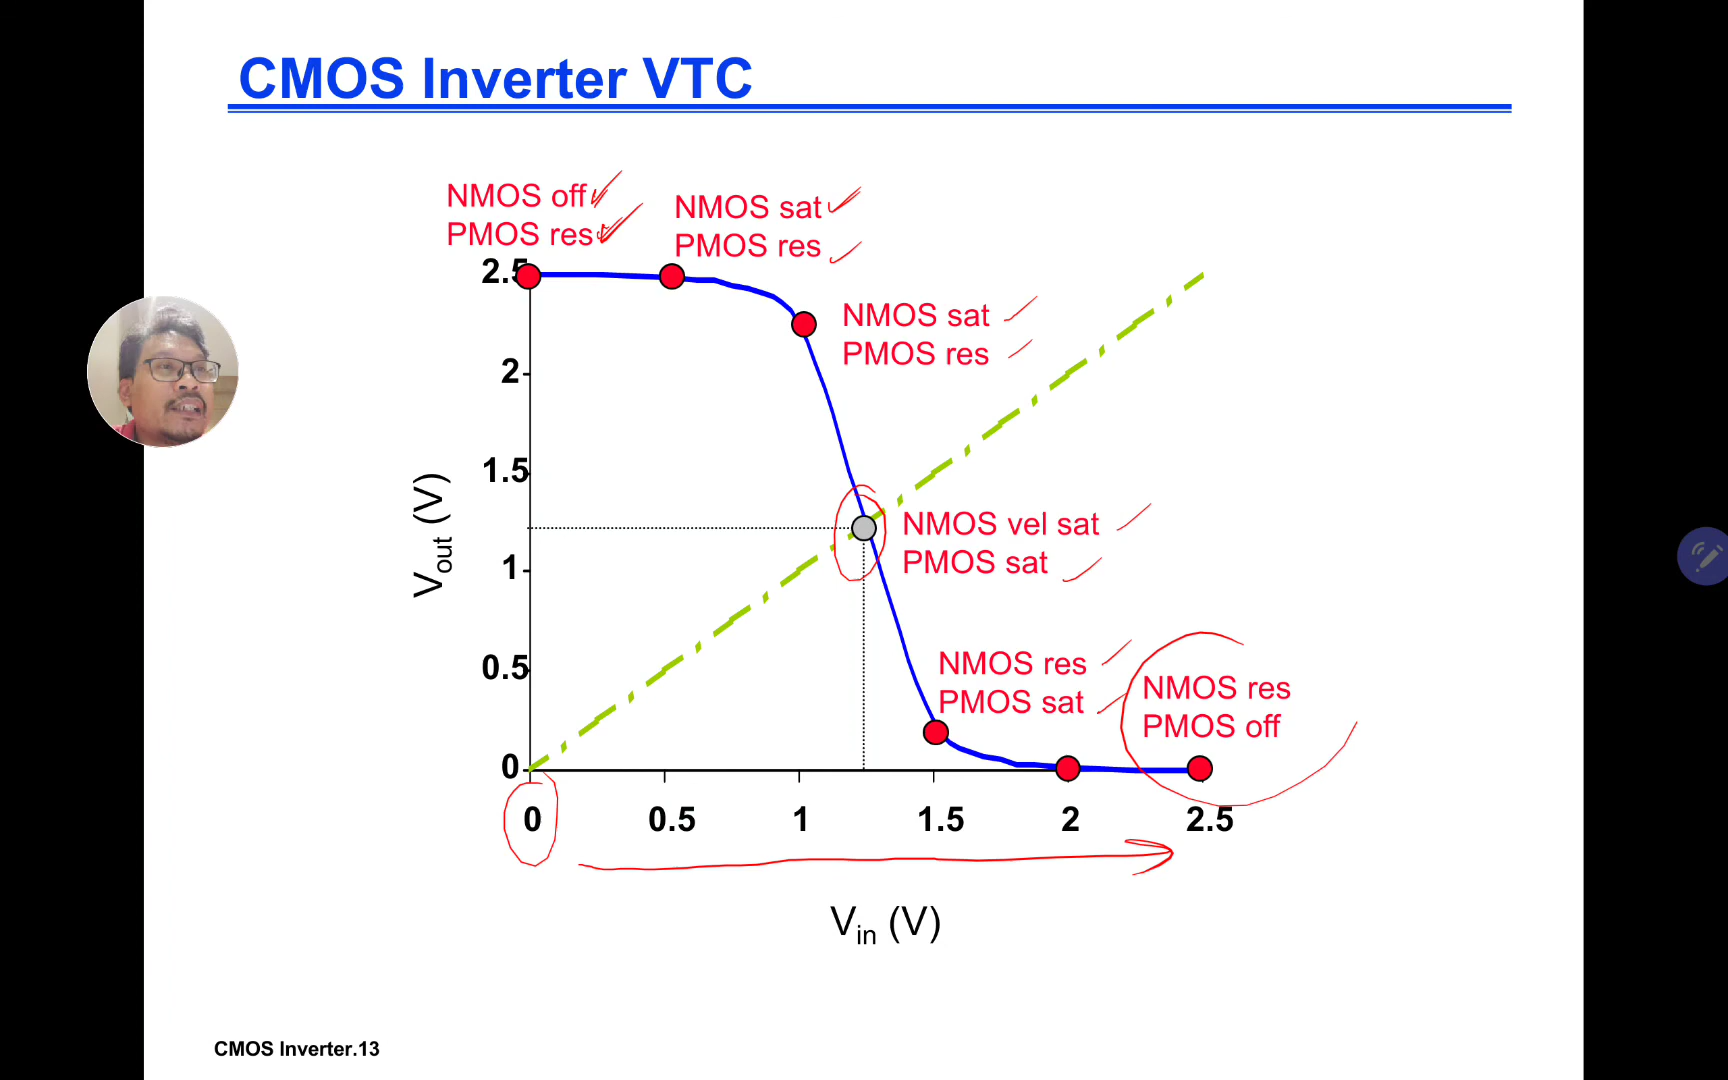 CMOS Inverter VTC
NMOS off
PMOS res
NMOS sat
PMOS res
NMOS sat
PMOS res
NMOS vel sat
PMOS sat
NMOS res
PMOS sat
NMOS res
PMOS off
2.5
2
1.5
1
0.5
0
Vout (V)
0 0.5 1 1.5 2 2.5
Vin (V)
CMOS Inverter.13